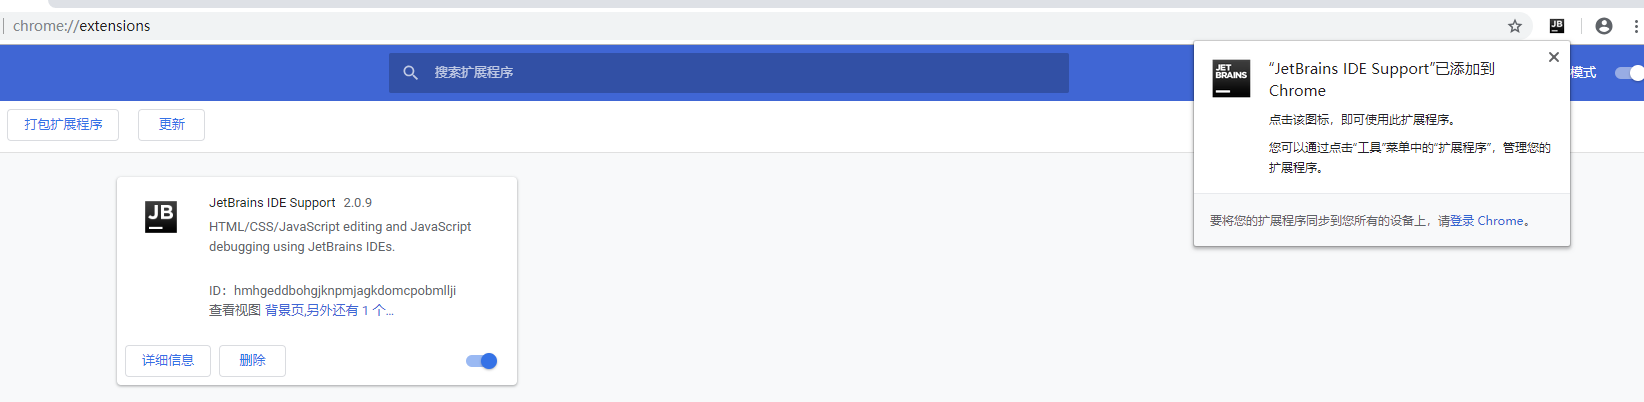 chrome://extensions
JB
搜索扩展程序
模式
打包扩展程序
更新
JET
BRAINS
“JetBrains IDE Support”已添加到
Chrome
点击该图标，即可使用此扩展程序。
您可以通过点击“工具”菜单中的“扩展程序”，管理您的
扩展程序。
要将您的扩展程序同步到您所有的设备上，请登录 Chrome。
JB
JetBrains IDE Support 2.0.9
HTML/CSS/JavaScript editing and JavaScript
debugging using JetBrains IDEs.
ID：hmhgeddbohgjknpmjagkdomcpobmllji
查看视图 背景页,另外还有 1 个...
详细信息
删除